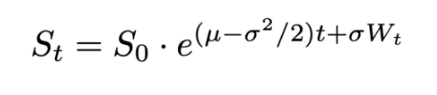 S_t = S_0 · e^{(μ−σ^2/2)t+σW_t}